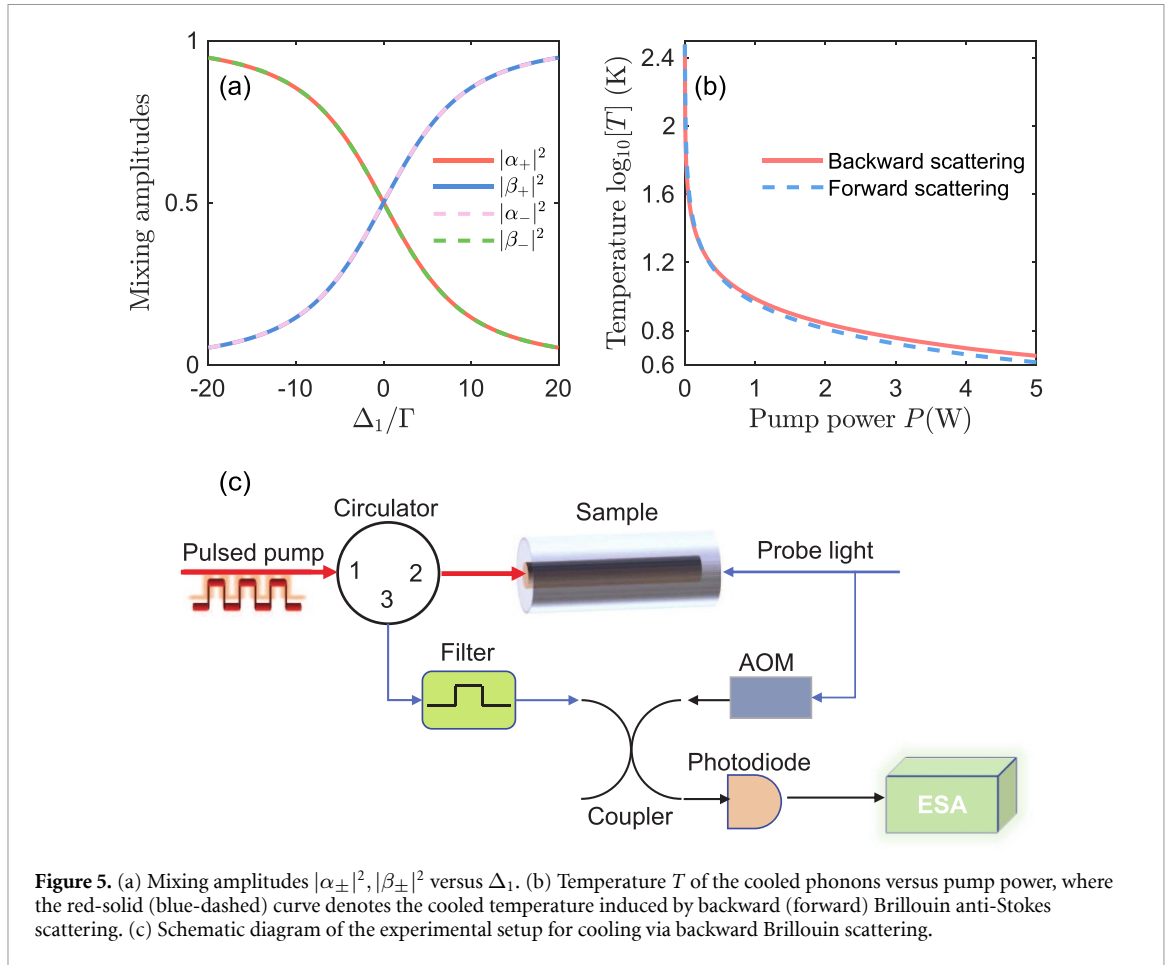 (a)
Mixing amplitudes
1
0.5
0
-20 -10 0 10 20
Δ₁/Γ
|α₊|²
|β₊|²
|α₋|²
|β₋|²
(b)
Temperature log₁₀[T] (K)
2.4
2
1.6
1.2
0.8
0.6
0 1 2 3 4 5
Pump power P(W)
Backward scattering
Forward scattering
(c)
Circulator
Sample
Pulsed pump
Probe light
1 2
3
Filter
AOM
Photodiode
Coupler
ESA
Figure 5. (a) Mixing amplitudes |α±|², |β±|² versus Δ₁. (b) Temperature T of the cooled phonons versus pump power, where
the red-solid (blue-dashed) curve denotes the cooled temperature induced by backward (forward) Brillouin anti-Stokes
scattering. (c) Schematic diagram of the experimental setup for cooling via backward Brillouin scattering.